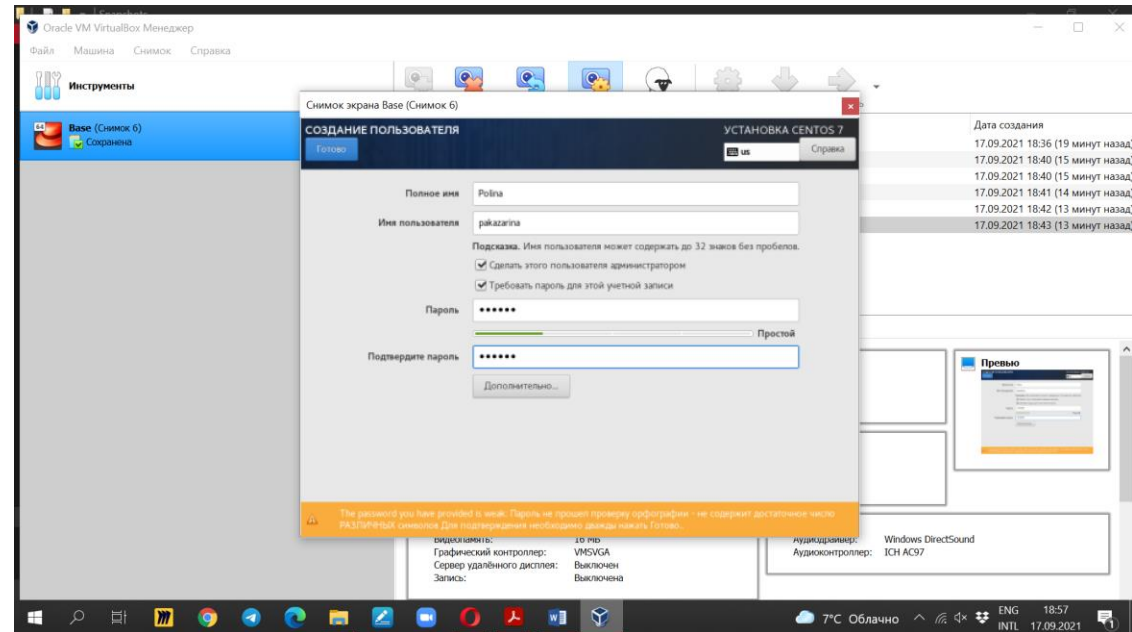 Oracle VM VirtualBox Менеджер
Файл Машина Снимок Справка
Инструменты
Base (Снимок 6)
Сохранена
Снимок экрана Base (Снимок 6)
СОЗДАНИЕ ПОЛЬЗОВАТЕЛЯ
УСТАНОВКА CENTOS 7
Готово
us
Справка
Полное имя Polina
Имя пользователя pakazarina
Подсказка. Имя пользователя может содержать до 32 знаков без пробелов.
Сделать этого пользователя администратором
Требовать пароль для этой учетной записи
Пароль ••••••
Простой
Подтвердите пароль ••••••
Дополнительно...
The password you have provided is weak. Пароль не прошел проверку орфографии - не содержит достаточное число
РАЗЛИЧНЫХ символов Для подтверждения необходимо дважды нажать Готово.
Дата создания
17.09.2021 18:36 (19 минут назад)
17.09.2021 18:40 (15 минут назад)
17.09.2021 18:40 (15 минут назад)
17.09.2021 18:41 (14 минут назад)
17.09.2021 18:42 (13 минут назад)
17.09.2021 18:43 (13 минут назад)
Превью
Видеопамять: 16 МБ
Графический контроллер: VMSVGA
Сервер удалённого дисплея: Выключен
Запись: Выключена
Аудиодрайвер: Windows DirectSound
Аудиоконтроллер: ICH AC97
7°C Облачно
ENG
INTL
18:57
17.09.2021